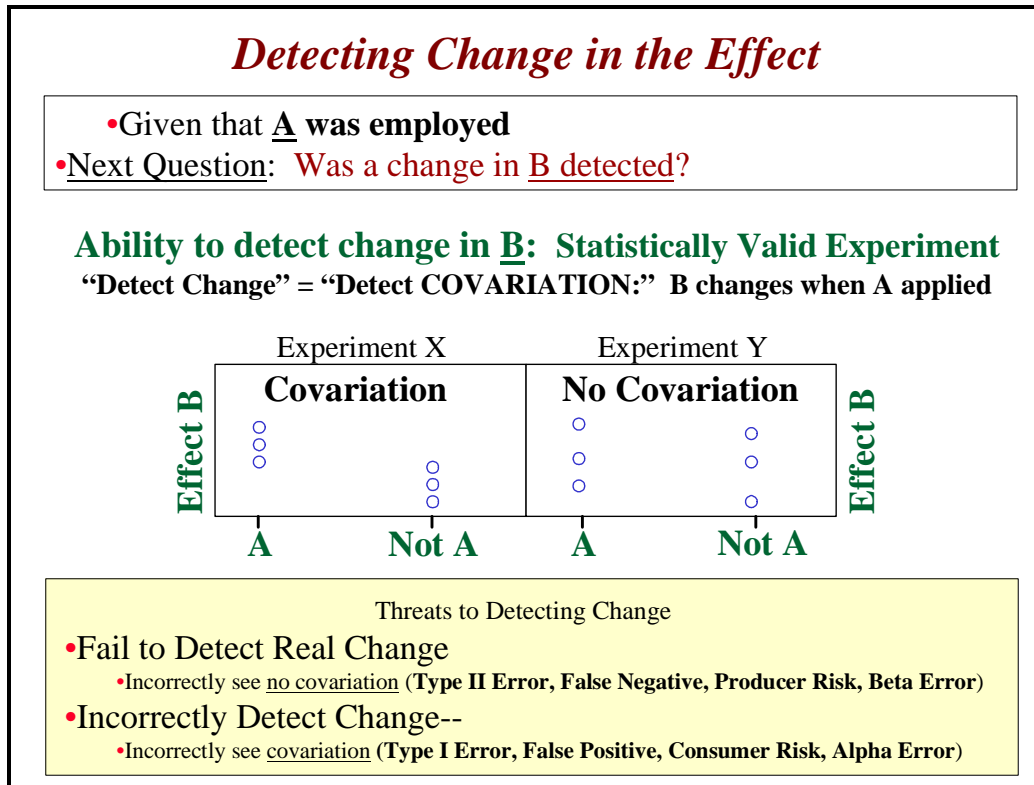 Detecting Change in the Effect
•Given that A was employed
•Next Question: Was a change in B detected?
Ability to detect change in B: Statistically Valid Experiment
“Detect Change” = “Detect COVARIATION:” B changes when A applied
Experiment X
Experiment Y
Covariation
No Covariation
Effect B
Effect B
A
Not A
A
Not A
Threats to Detecting Change
•Fail to Detect Real Change
•Incorrectly see no covariation (Type II Error, False Negative, Producer Risk, Beta Error)
•Incorrectly Detect Change--
•Incorrectly see covariation (Type I Error, False Positive, Consumer Risk, Alpha Error)